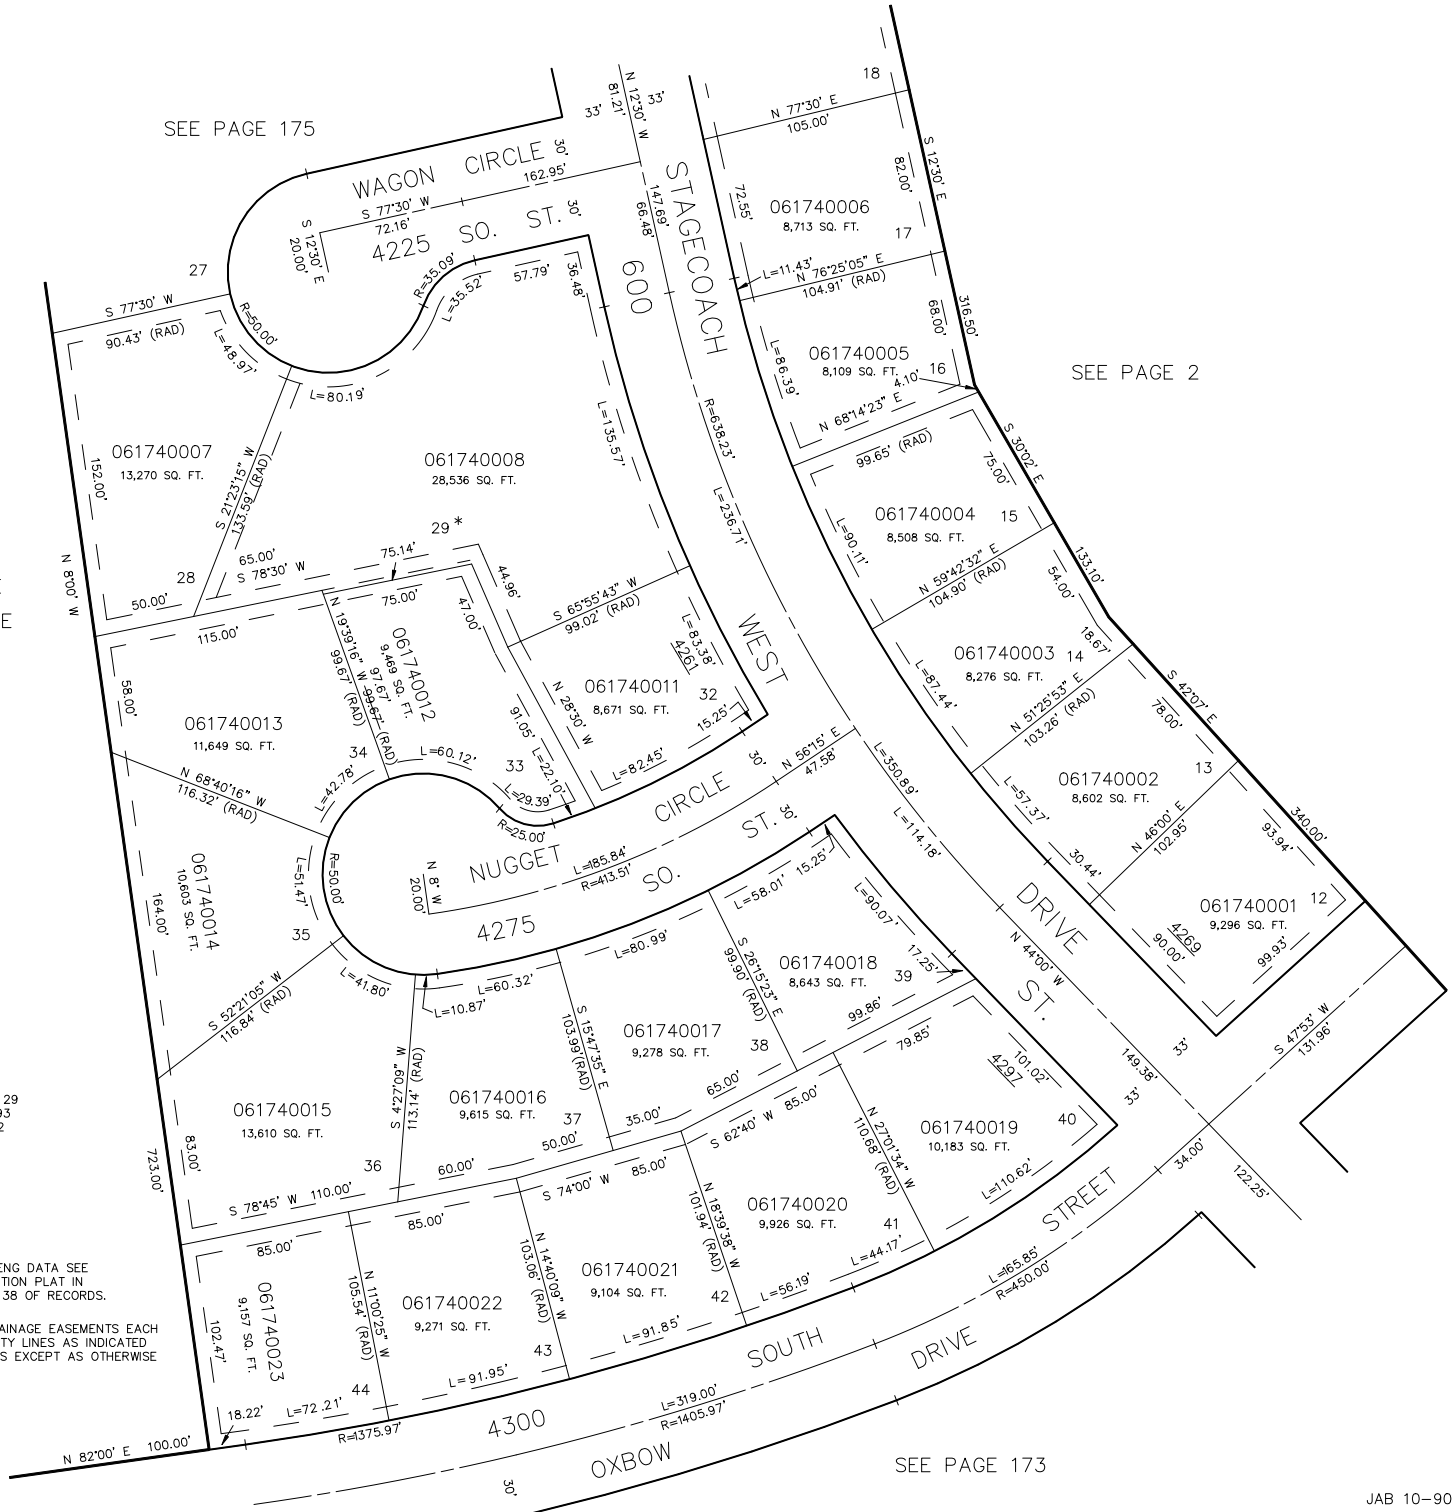 SEE PAGE 175
WAGON CIRCLE
30'
162.95'
S 77°30' W
72.16'
4225 SO. ST.
30'
S 12°30' E
20.00'
33' 33'
N 12°30' W
81.21'
STAGECOACH
147.69'
66.48'
600
18
N 77°30' E
105.00'
S 12°30' E
82.00'
72.55'
061740006
8,713 SQ. FT.
17
L=11.43'
N 76°25'05" E
104.91' (RAD)
27
S 77°30' W
90.43' (RAD)
R=50.00'
L=48.97'
R=35.09'
L=35.52'
57.79'
36.48'
L=80.19'
316.50'
68.00'
L=86.39'
061740005
8,109 SQ. FT.
16
4.10'
N 68°14'23" E
99.65' (RAD)
SEE PAGE 2
061740007
13,270 SQ. FT.
152.00'
S 21°23'15" W
133.59' (RAD)
061740008
28,536 SQ. FT.
L=135.57'
R=638.23'
L=236.71'
S 30°02' E
75.00'
061740004
8,508 SQ. FT.
15
L=90.11'
N 59°42'32" E
104.90' (RAD)
133.10'
54.00'
29 *
75.14'
65.00'
S 78°30' W
28
50.00'
N 8°00' W
E
115.00'
75.00'
47.00'
44.96'
S 65°55'43" W
99.02' (RAD)
L=83.38'
4261
WEST
061740003
8,276 SQ. FT.
14
18.67'
L=87.44'
N 51°25'53" E
103.26' (RAD)
S 42°07' E
78.00'
58.00'
061740013
11,649 SQ. FT.
N 19°39'16" W
99.67' (RAD)
061740012
9,469 SQ. FT.
97.67'
99.67' (RAD)
91.05'
N 28°30' W
061740011
8,671 SQ. FT.
32
15.25'
L=82.45'
N 68°40'16" W
116.32' (RAD)
34
L=42.78'
L=60.12'
33
L=22.10'
L=29.39'
R=25.00'
30'
N 56°15' E
47.58'
L=350.89'
L=114.18'
061740002
8,602 SQ. FT.
13
L=57.37'
N 46°00' E
102.95'
340.00'
93.94'
30.44'
CIRCLE
NUGGET
L=185.84'
R=413.51'
SO. ST.
30'
4275
N 8° W
20.00'
R=50.00'
L=51.47'
35
L=41.80'
061740014
10,603 SQ. FT.
164.00'
S 52°21'05" W
116.84' (RAD)
DRIVE
061740001
9,296 SQ. FT.
12
4269
90.00'
99.93'
15.25'
L=58.01'
L=90.07'
17.25'
L=80.99'
L=60.32'
L=10.87'
S 26°15'23" E
99.90' (RAD)
061740018
8,643 SQ. FT.
39
99.86'
N 44°00' W
ST.
S 15°47'35" E
103.99' (RAD)
061740017
9,278 SQ. FT.
38
79.85'
101.02'
4297
149.38'
33'
33'
S 47°53' W
131.96'
29
93
2
723.00'
83.00'
061740015
13,610 SQ. FT.
36
S 4°27'09" W
113.14' (RAD)
061740016
9,615 SQ. FT.
37
65.00'
35.00'
50.00'
60.00'
110.00'
S 78°45' W
S 74°00' W
85.00'
S 62°40' W
85.00'
N 27°01'34" W
110.68' (RAD)
061740019
10,183 SQ. FT.
40
L=110.62'
34.00'
122.25'
85.00'
85.00'
N 18°39'38" W
101.94' (RAD)
061740020
9,926 SQ. FT.
41
L=44.17'
L=56.19'
STREET
L=165.85'
R=450.00'
ENG DATA SEE
TION PLAT IN
38 OF RECORDS.
AINAGE EASEMENTS EACH
TY LINES AS INDICATED
S EXCEPT AS OTHERWISE
102.47'
061740023
9,157 SQ. FT.
N 11°00'25" W
105.54' (RAD)
061740022
9,271 SQ. FT.
N 14°40'09" W
103.06' (RAD)
061740021
9,104 SQ. FT.
42
L=91.85'
43
L=91.95'
44
L=72.21'
18.22'
N 82°00' E 100.00'
R=1375.97'
4300
SOUTH
L=319.00'
R=1405.97'
DRIVE
OXBOW
30'
SEE PAGE 173
JAB 10-90